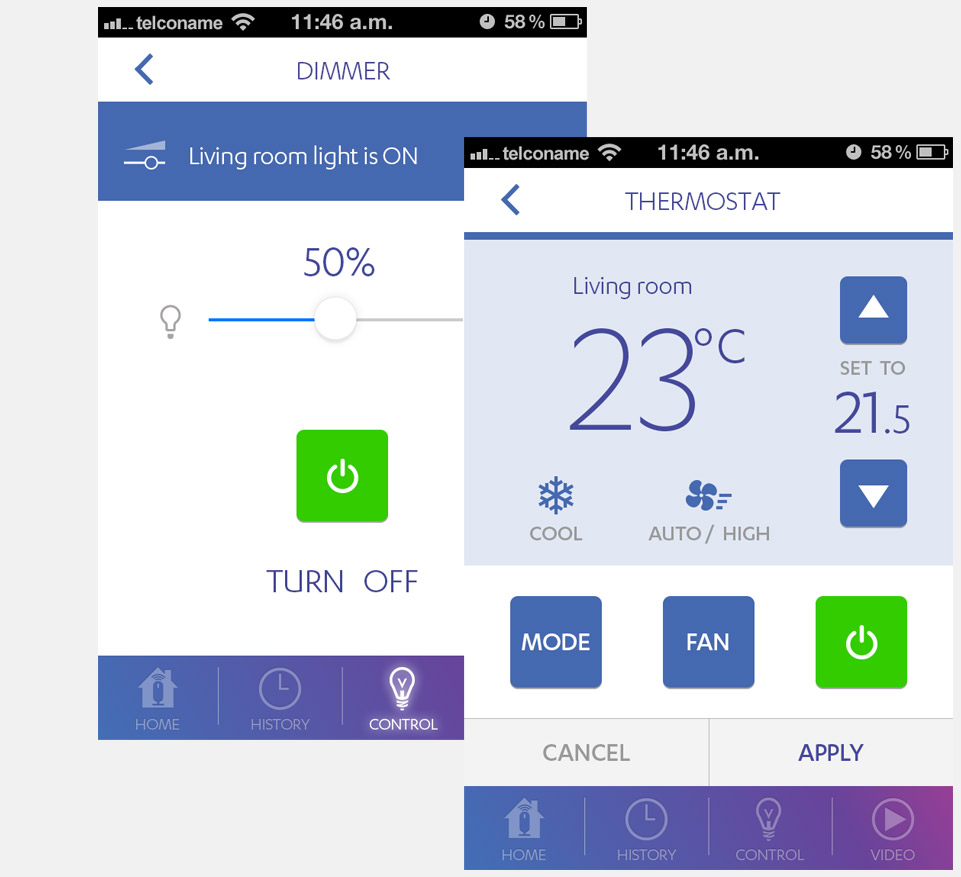 telconame 11:46 a.m. 58 %
DIMMER
Living room light is ON
50%
TURN OFF
HOME HISTORY CONTROL
telconame 11:46 a.m. 58 %
THERMOSTAT
Living room
23°C
SET TO
21.5
COOL AUTO / HIGH
MODE FAN
CANCEL APPLY
HOME HISTORY CONTROL VIDEO